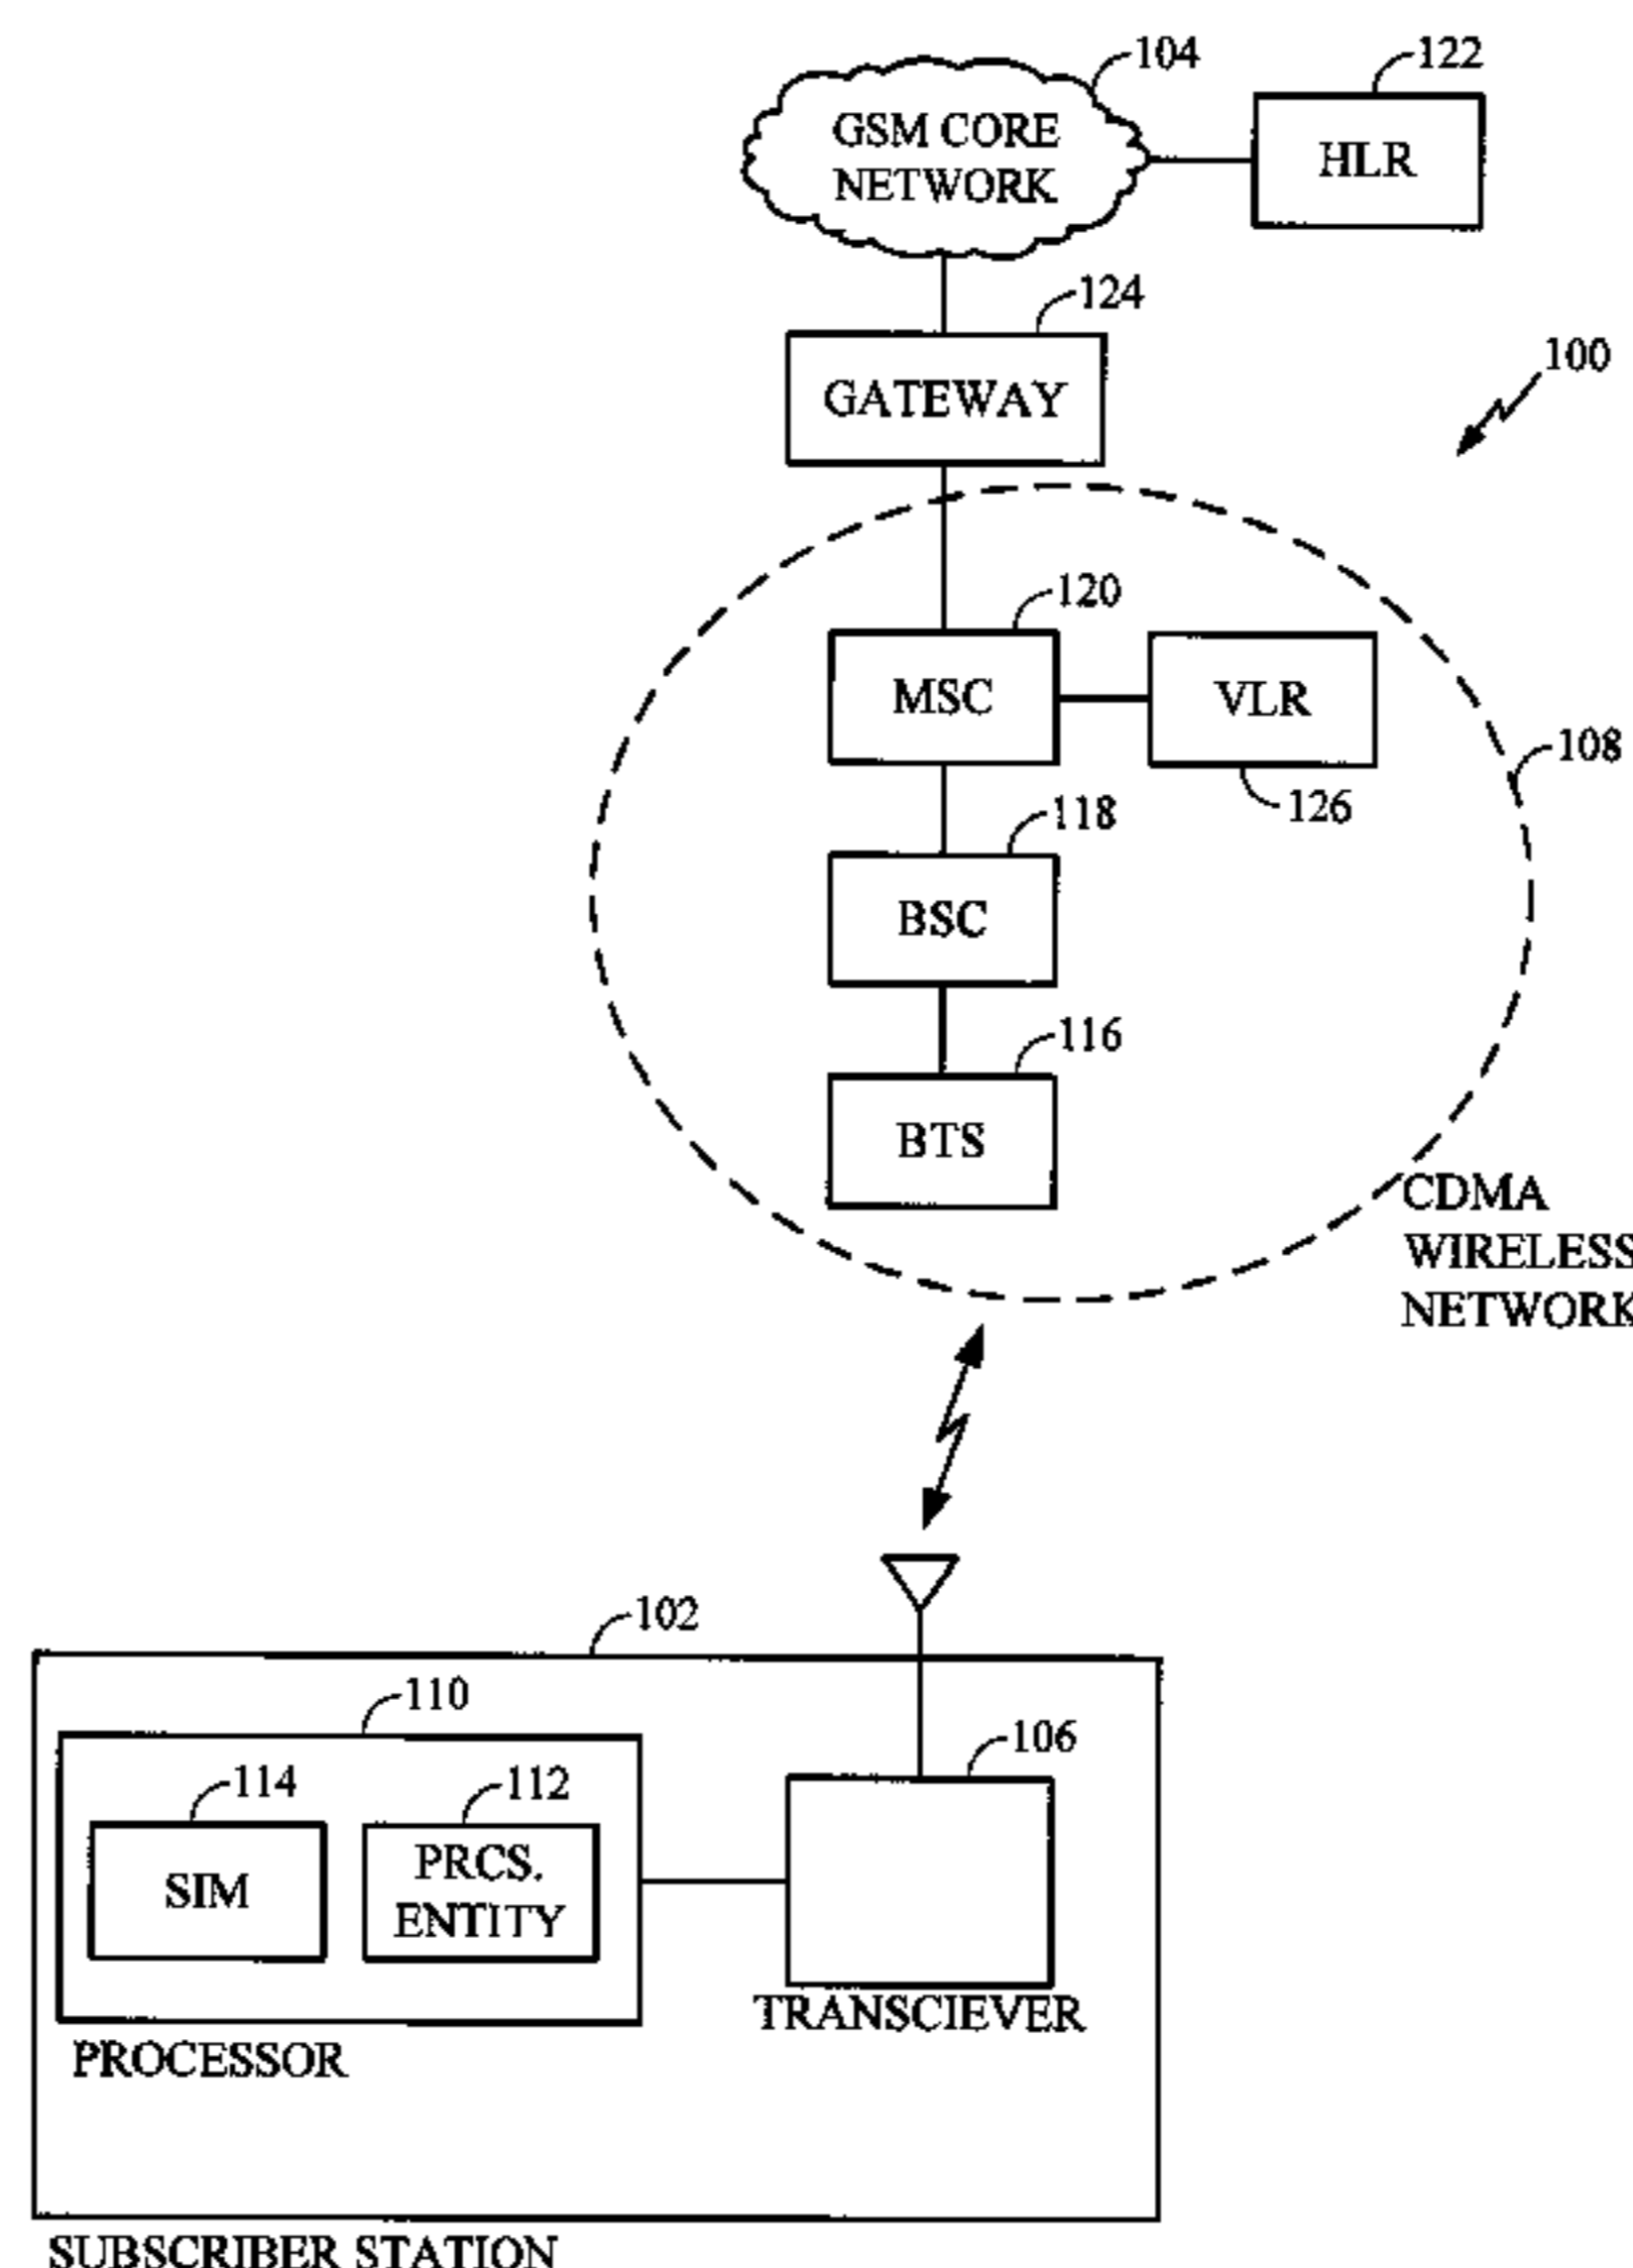 104
122
GSM CORE
NETWORK
HLR
124
GATEWAY
100
120
MSC
VLR
108
126
118
BSC
116
BTS
CDMA
WIRELESS
NETWORK
102
110
106
114
112
SIM
PRCS.
ENTITY
TRANSCIEVER
PROCESSOR
SUBSCRIBER STATION